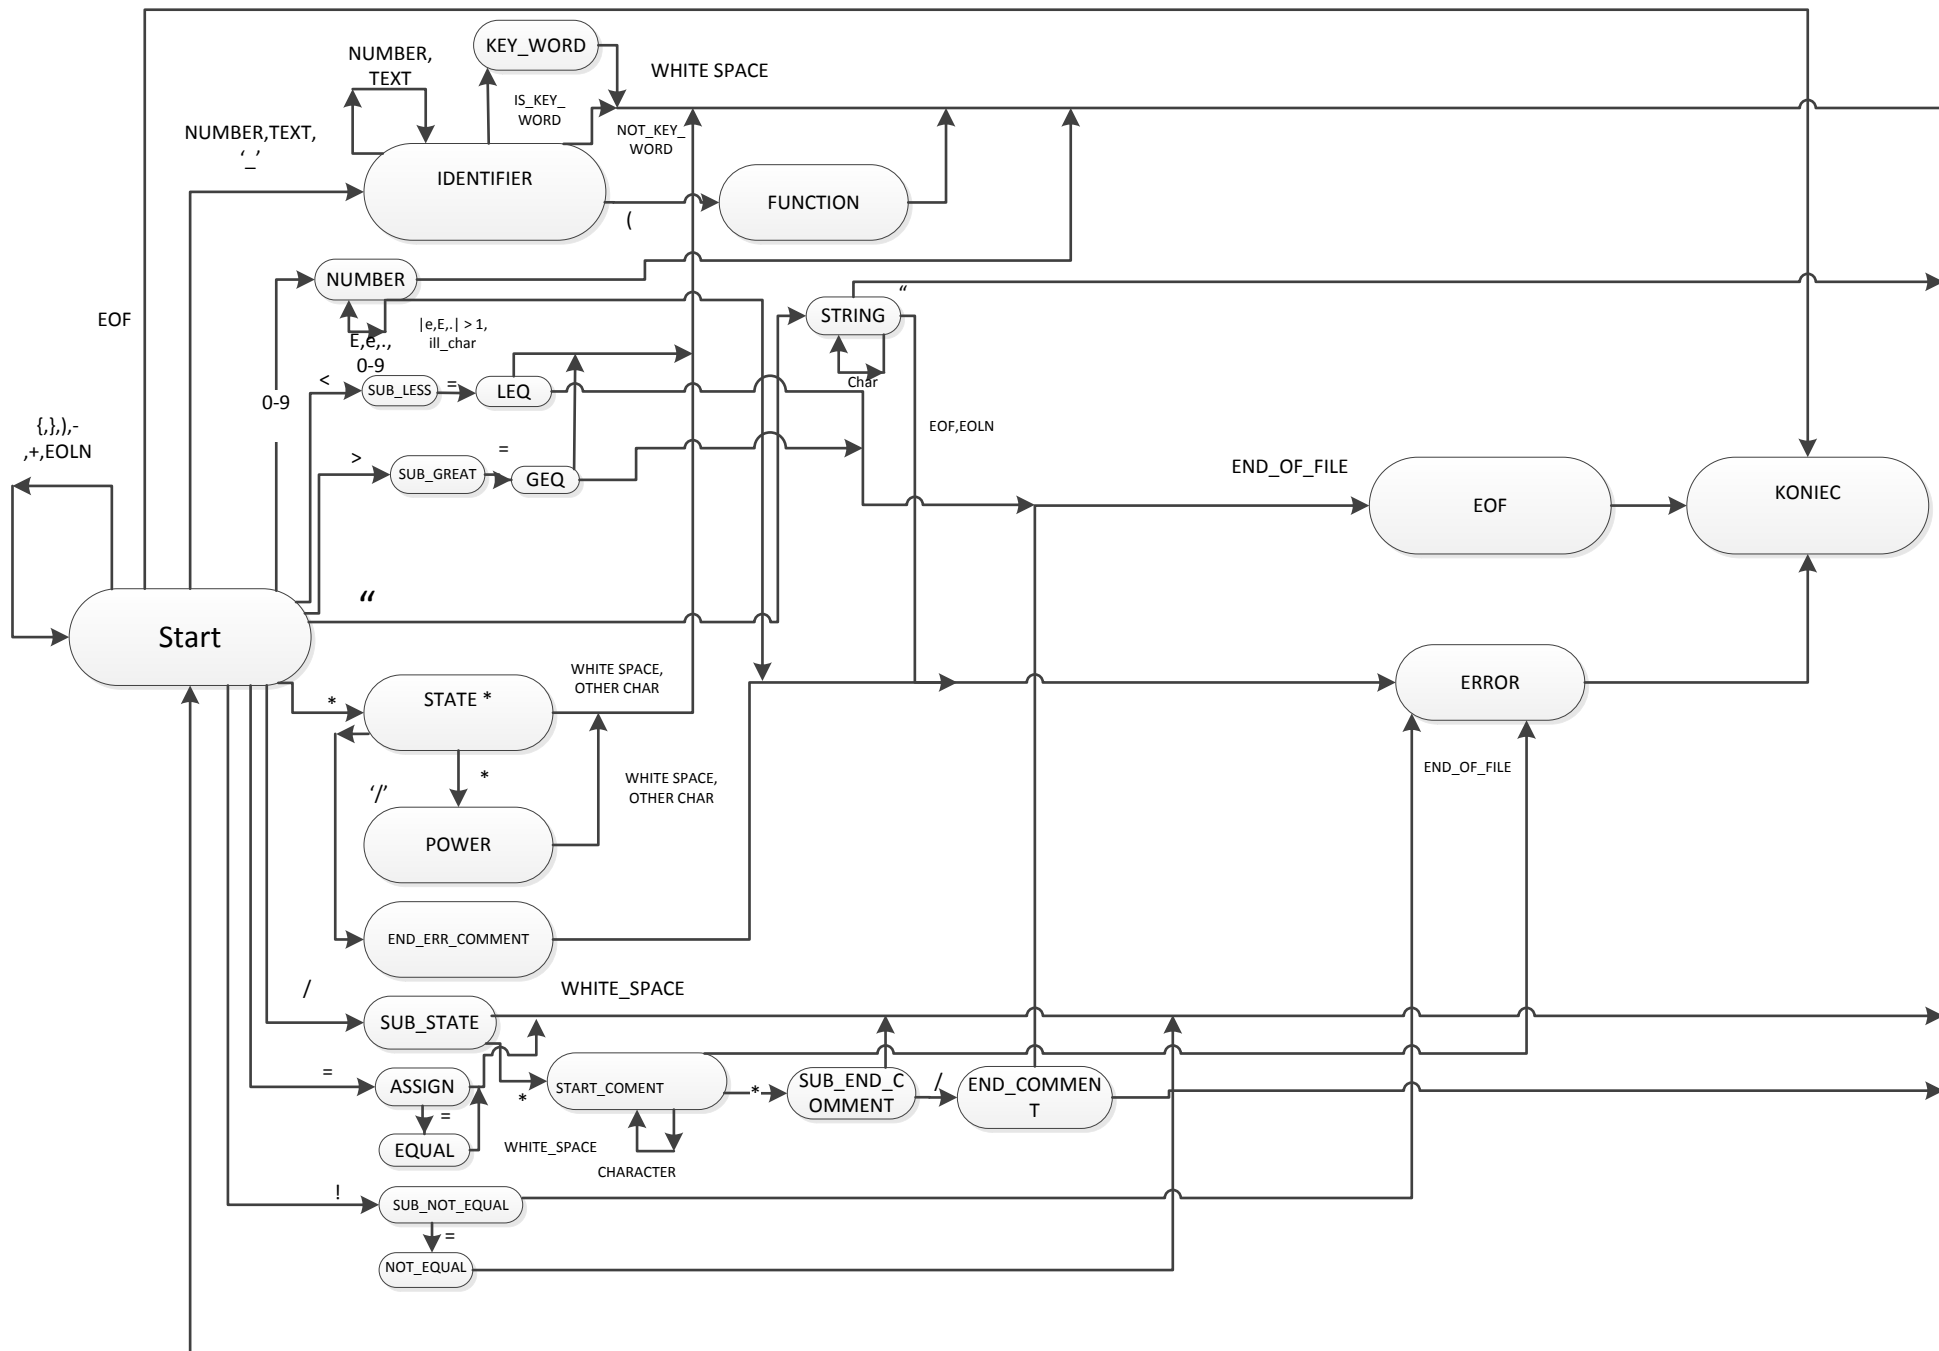 KEY_WORD
NUMBER,
TEXT
WHITE SPACE
IS_KEY_
WORD
NUMBER,TEXT,
‘_’
NOT_KEY_
WORD
IDENTIFIER
FUNCTION
(
NUMBER
“
STRING
EOF
|e,E,.| > 1,
ill_char
E,e,.,
0-9
<
SUB_LESS
=
LEQ
Char
0-9
{,},),-
,+,EOLN
EOF,EOLN
>
SUB_GREAT
=
GEQ
END_OF_FILE
EOF
KONIEC
“
Start
WHITE SPACE,
OTHER CHAR
*
STATE *
ERROR
*
WHITE SPACE,
OTHER CHAR
END_OF_FILE
‘/’
POWER
END_ERR_COMMENT
/
WHITE_SPACE
SUB_STATE
=
ASSIGN
*
START_COMENT
*
SUB_END_C
OMMENT
/
END_COMMEN
T
=
EQUAL
WHITE_SPACE
CHARACTER
!
SUB_NOT_EQUAL
=
NOT_EQUAL